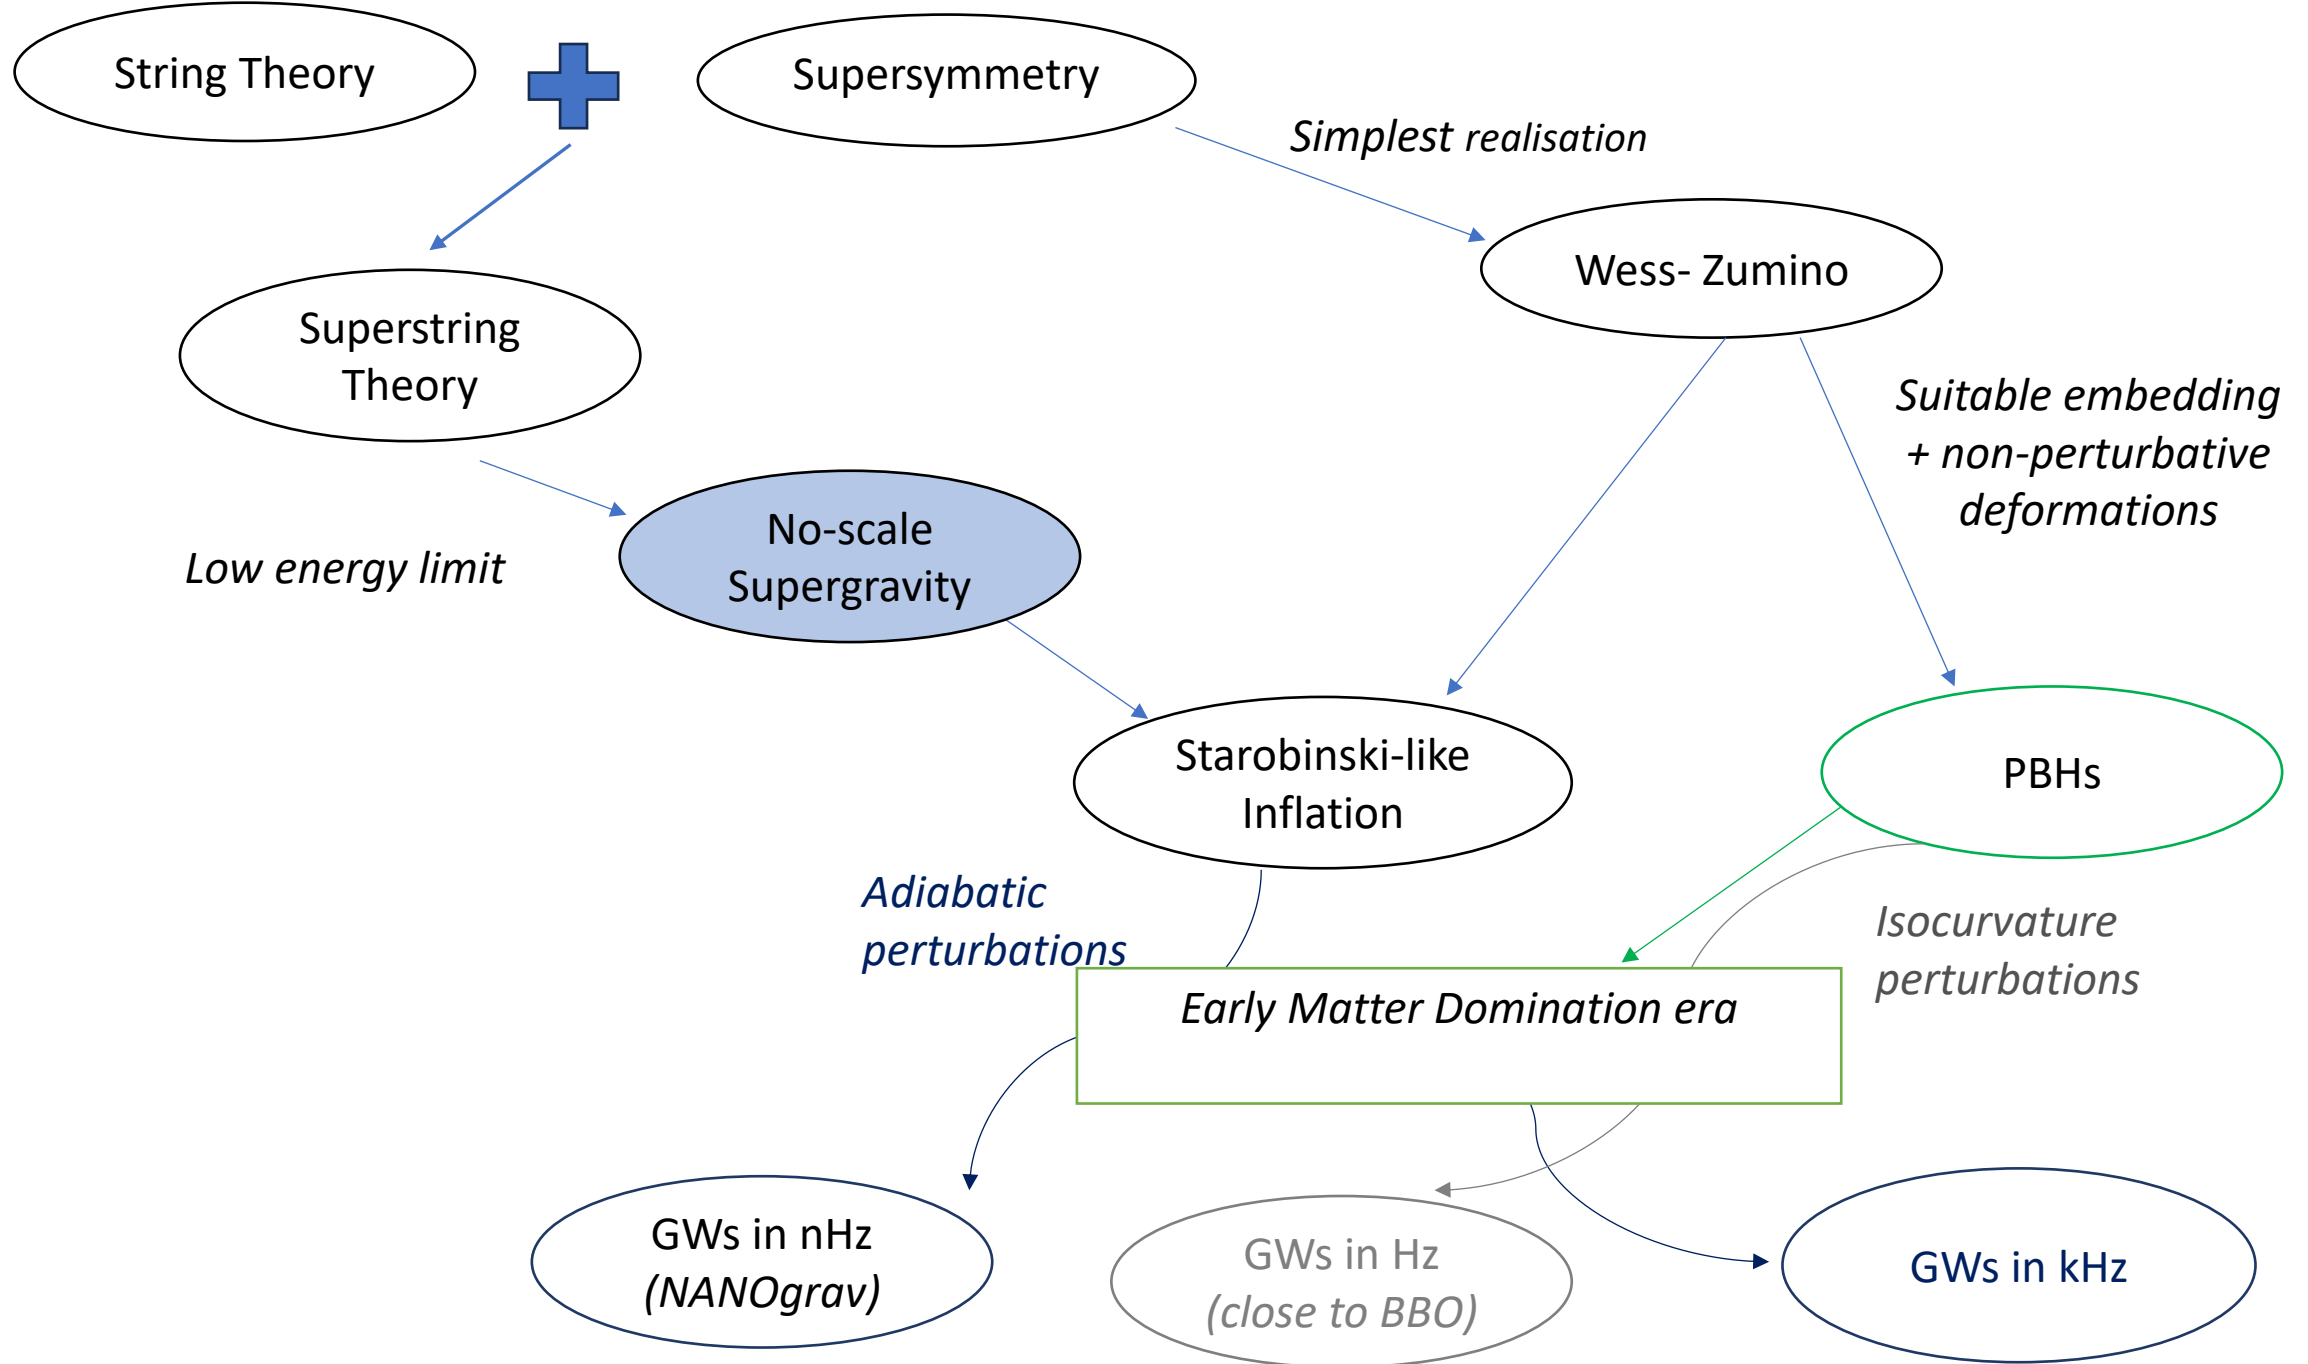 String Theory
Supersymmetry
Simplest realisation
Wess- Zumino
Superstring
Theory
Suitable embedding
+ non-perturbative
deformations
No-scale
Supergravity
Low energy limit
Starobinski-like
Inflation
PBHs
Adiabatic
perturbations
Isocurvature
perturbations
Early Matter Domination era
GWs in nHz
(NANOgrav)
GWs in Hz
(close to BBO)
GWs in kHz